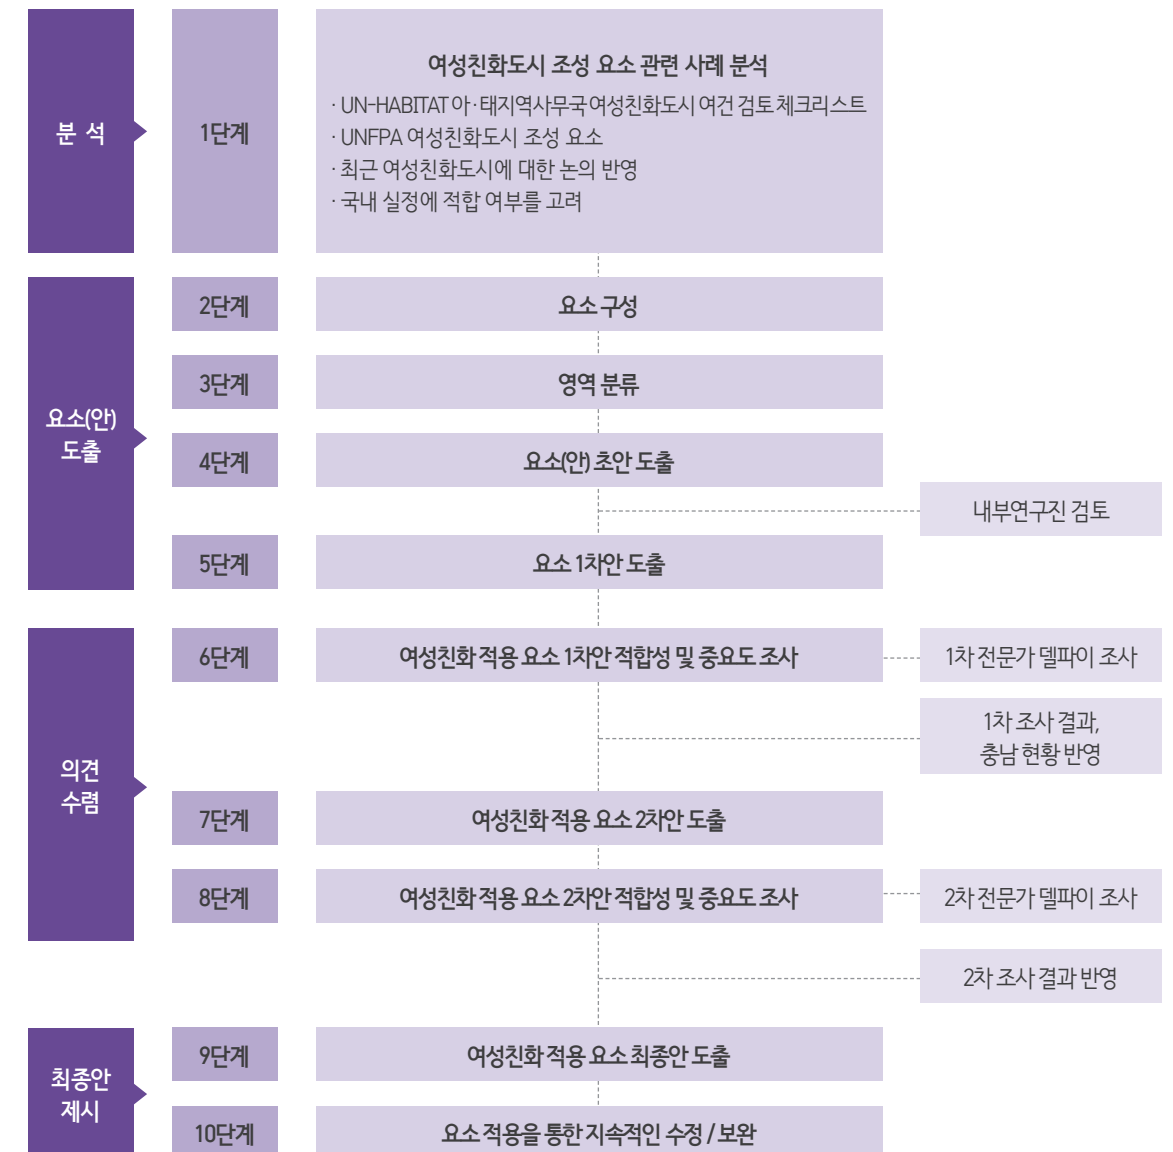 분 석
1단계
여성친화도시 조성 요소 관련 사례 분석
· UN-HABITAT 아·태지역사무국 여성친화도시 여건 검토 체크리스트
· UNFPA 여성친화도시 조성 요소
· 최근 여성친화도시에 대한 논의 반영
· 국내 실정에 적합 여부를 고려
요소(안)
도출
2단계
요소 구성
3단계
영역 분류
4단계
요소(안) 초안 도출
내부연구진 검토
5단계
요소 1차안 도출
의견
수렴
6단계
여성친화 적용 요소 1차안 적합성 및 중요도 조사
1차 전문가 델파이 조사
1차 조사 결과,
충남 현황 반영
7단계
여성친화 적용 요소 2차안 도출
8단계
여성친화 적용 요소 2차안 적합성 및 중요도 조사
2차 전문가 델파이 조사
2차 조사 결과 반영
최종안
제시
9단계
여성친화 적용 요소 최종안 도출
10단계
요소 적용을 통한 지속적인 수정 / 보완